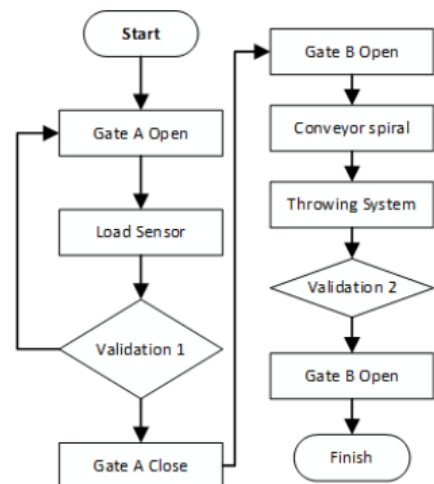 Start
Gate A Open
Load Sensor
Validation 1
Gate A Close
Gate B Open
Conveyor spiral
Throwing System
Validation 2
Gate B Open
Finish